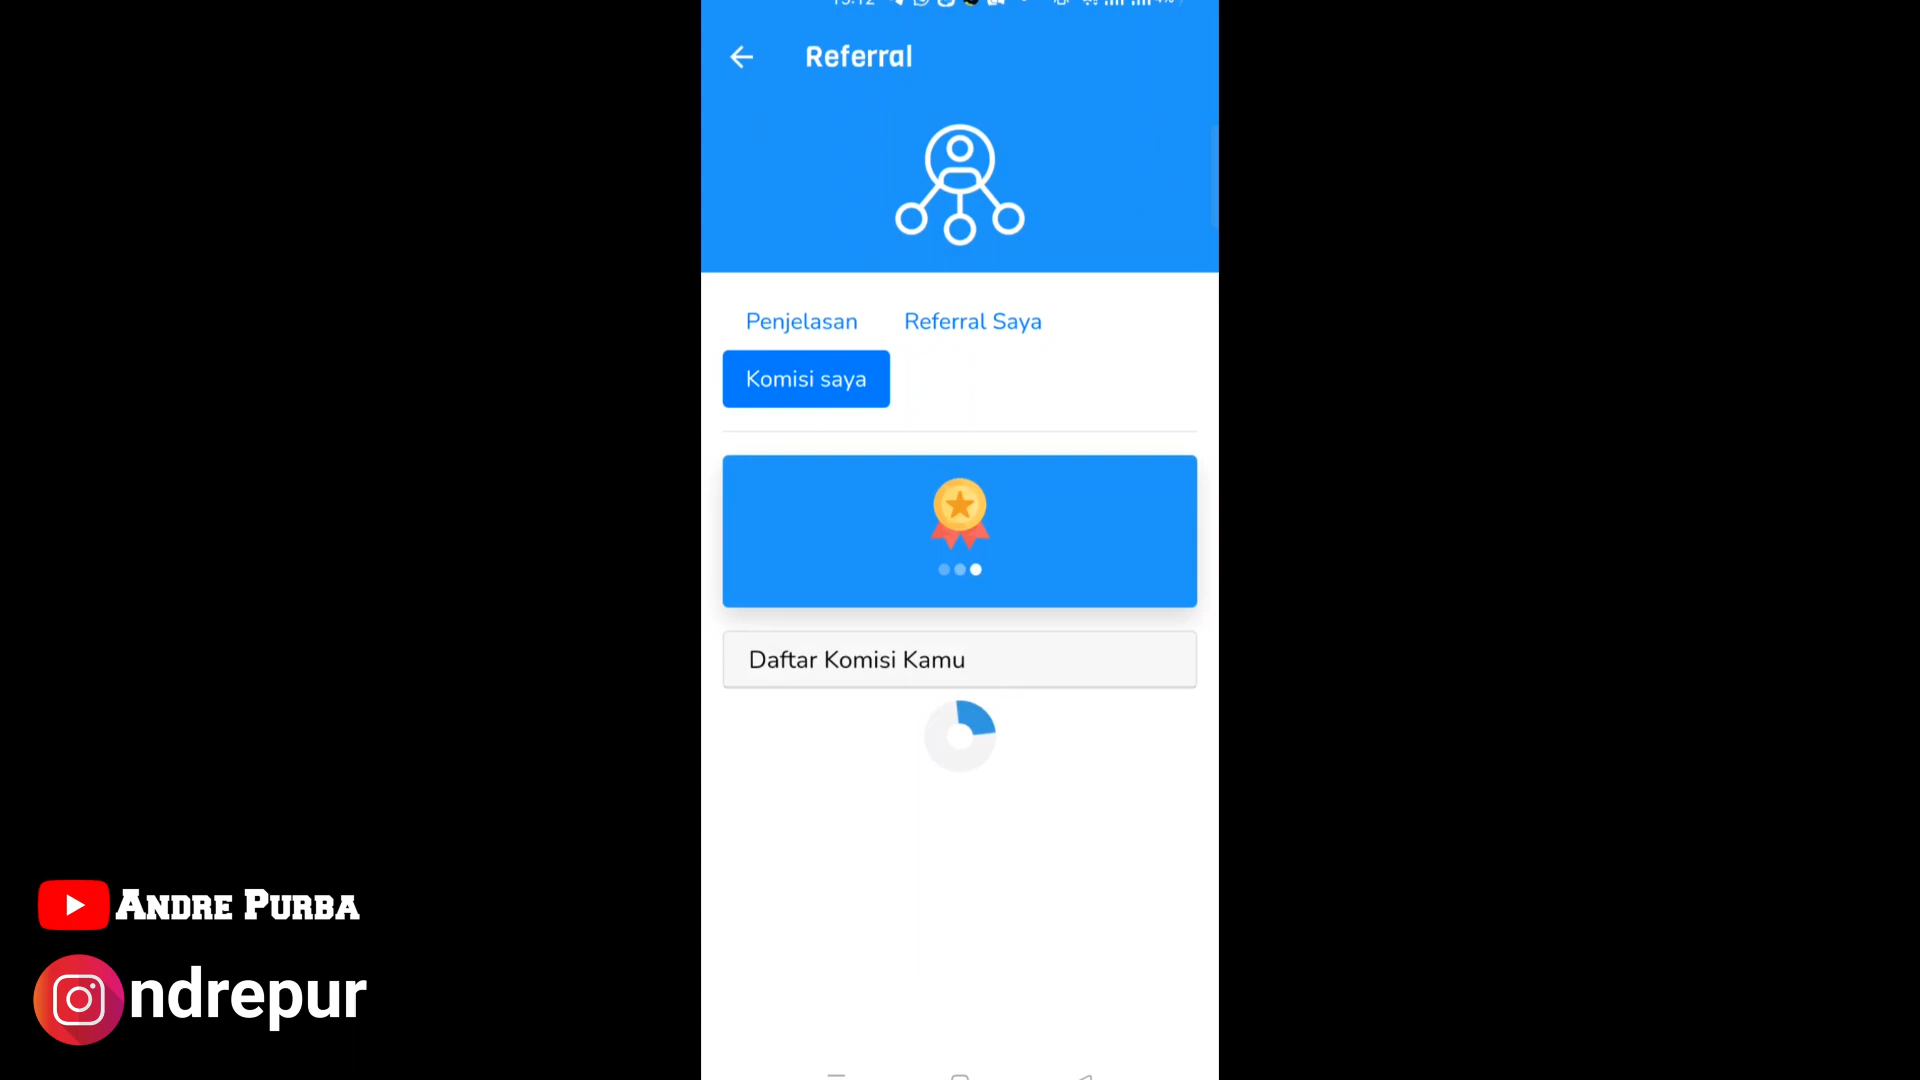 Referral
Penjelasan
Referral Saya
Komisi saya
Daftar Komisi Kamu
ANDRE PURBA
ndrepur